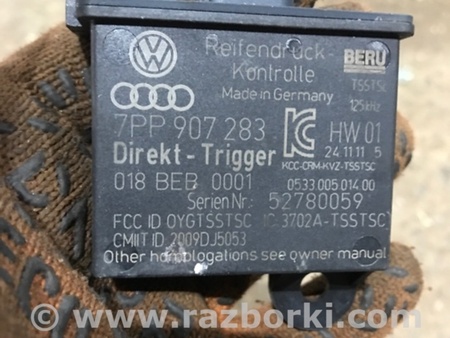 Reifendruck-
Kontrolle
Made in Germany
BERU
TSSTSC
125 kHz
7PP 907 283
HW 01
Direkt - Trigger
24 11 11 5
KCC-CRM-KVZ-TSSTSC
018 BEB 0001
0533 005 014 00
Serien Nr.: 52780059
FCC ID OYGTSSTSC IC 3702A-TSSTSC
CMIIT ID 2009DJ5053
Other homologations see owner manual
www.razborki.com